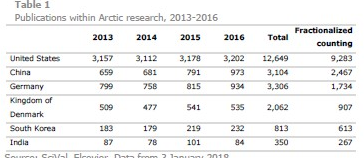 Table 1
Publications within Arctic research, 2013-2016
2013 2014 2015 2016 Total Fractionalized counting
United States 3,157 3,112 3,178 3,202 12,649 9,283
China 659 681 791 973 3,104 2,467
Germany 799 758 815 934 3,306 1,734
Kingdom of Denmark 509 477 541 535 2,062 907
South Korea 183 179 219 232 813 613
India 87 78 101 84 350 267
Source: SciVal, Elsevier. Data from 3 January 2018